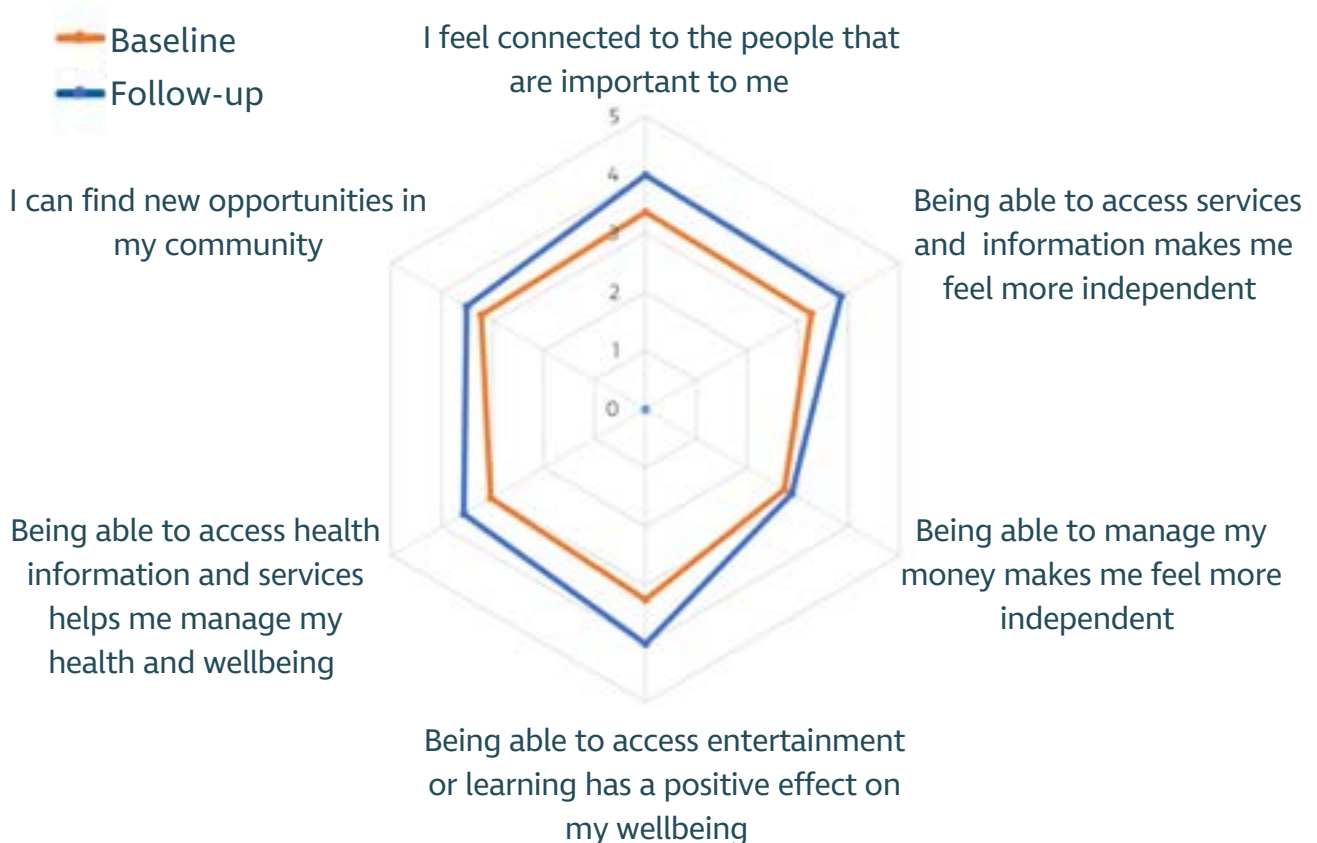 Baseline
Follow-up
I feel connected to the people that
are important to me
5
4
3
2
1
0
I can find new opportunities in
my community
Being able to access services
and  information makes me
feel more independent
Being able to access health
information and services
helps me manage my
health and wellbeing
Being able to manage my
money makes me feel more
independent
Being able to access entertainment
or learning has a positive effect on
my wellbeing